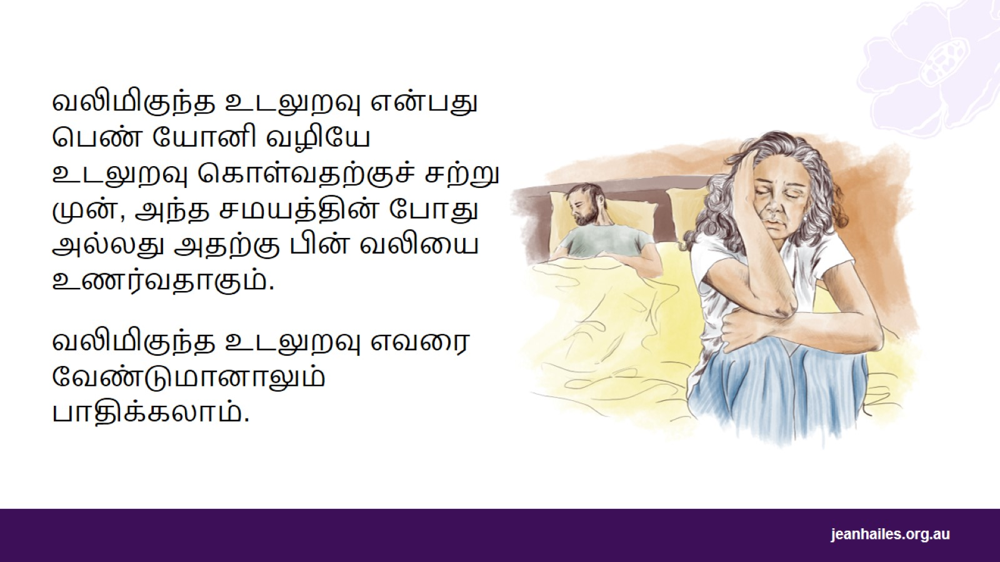 வலிமிகுந்த உடலுறவு என்பது
பெண் யோனி வழியே
உடலுறவு கொள்வதற்குச் சற்று
முன், அந்த சமயத்தின் போது
அல்லது அதற்கு பின் வலியை
உணர்வதாகும்.
வலிமிகுந்த உடலுறவு எவரை
வேண்டுமானாலும்
பாதிக்கலாம்.
jeanhailes.org.au